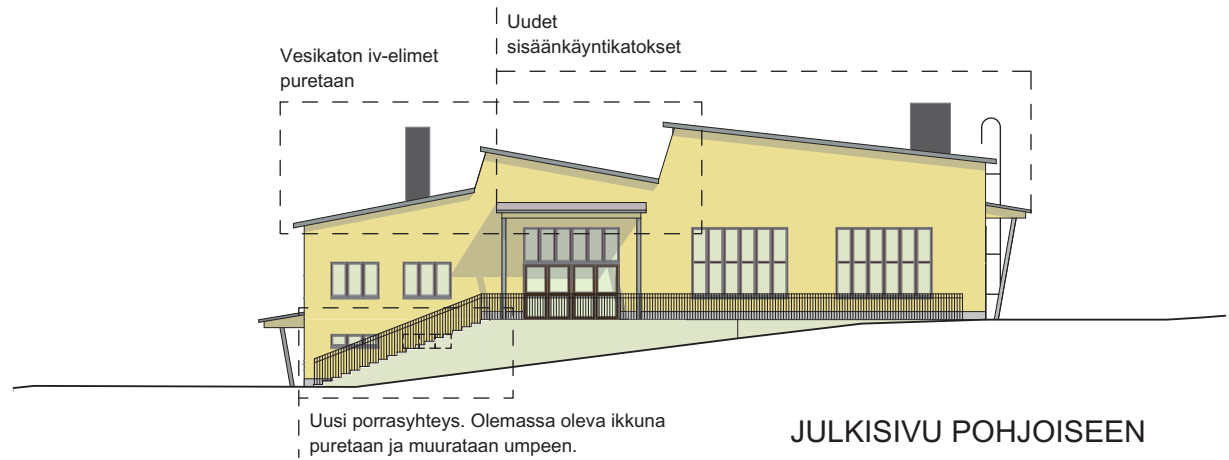 Uudet
sisäänkäyntikatokset
Vesikaton iv-elimet
puretaan
Uusi porrasyhteys. Olemassa oleva ikkuna
puretaan ja muurataan umpeen.
JULKISIVU POHJOISEEN